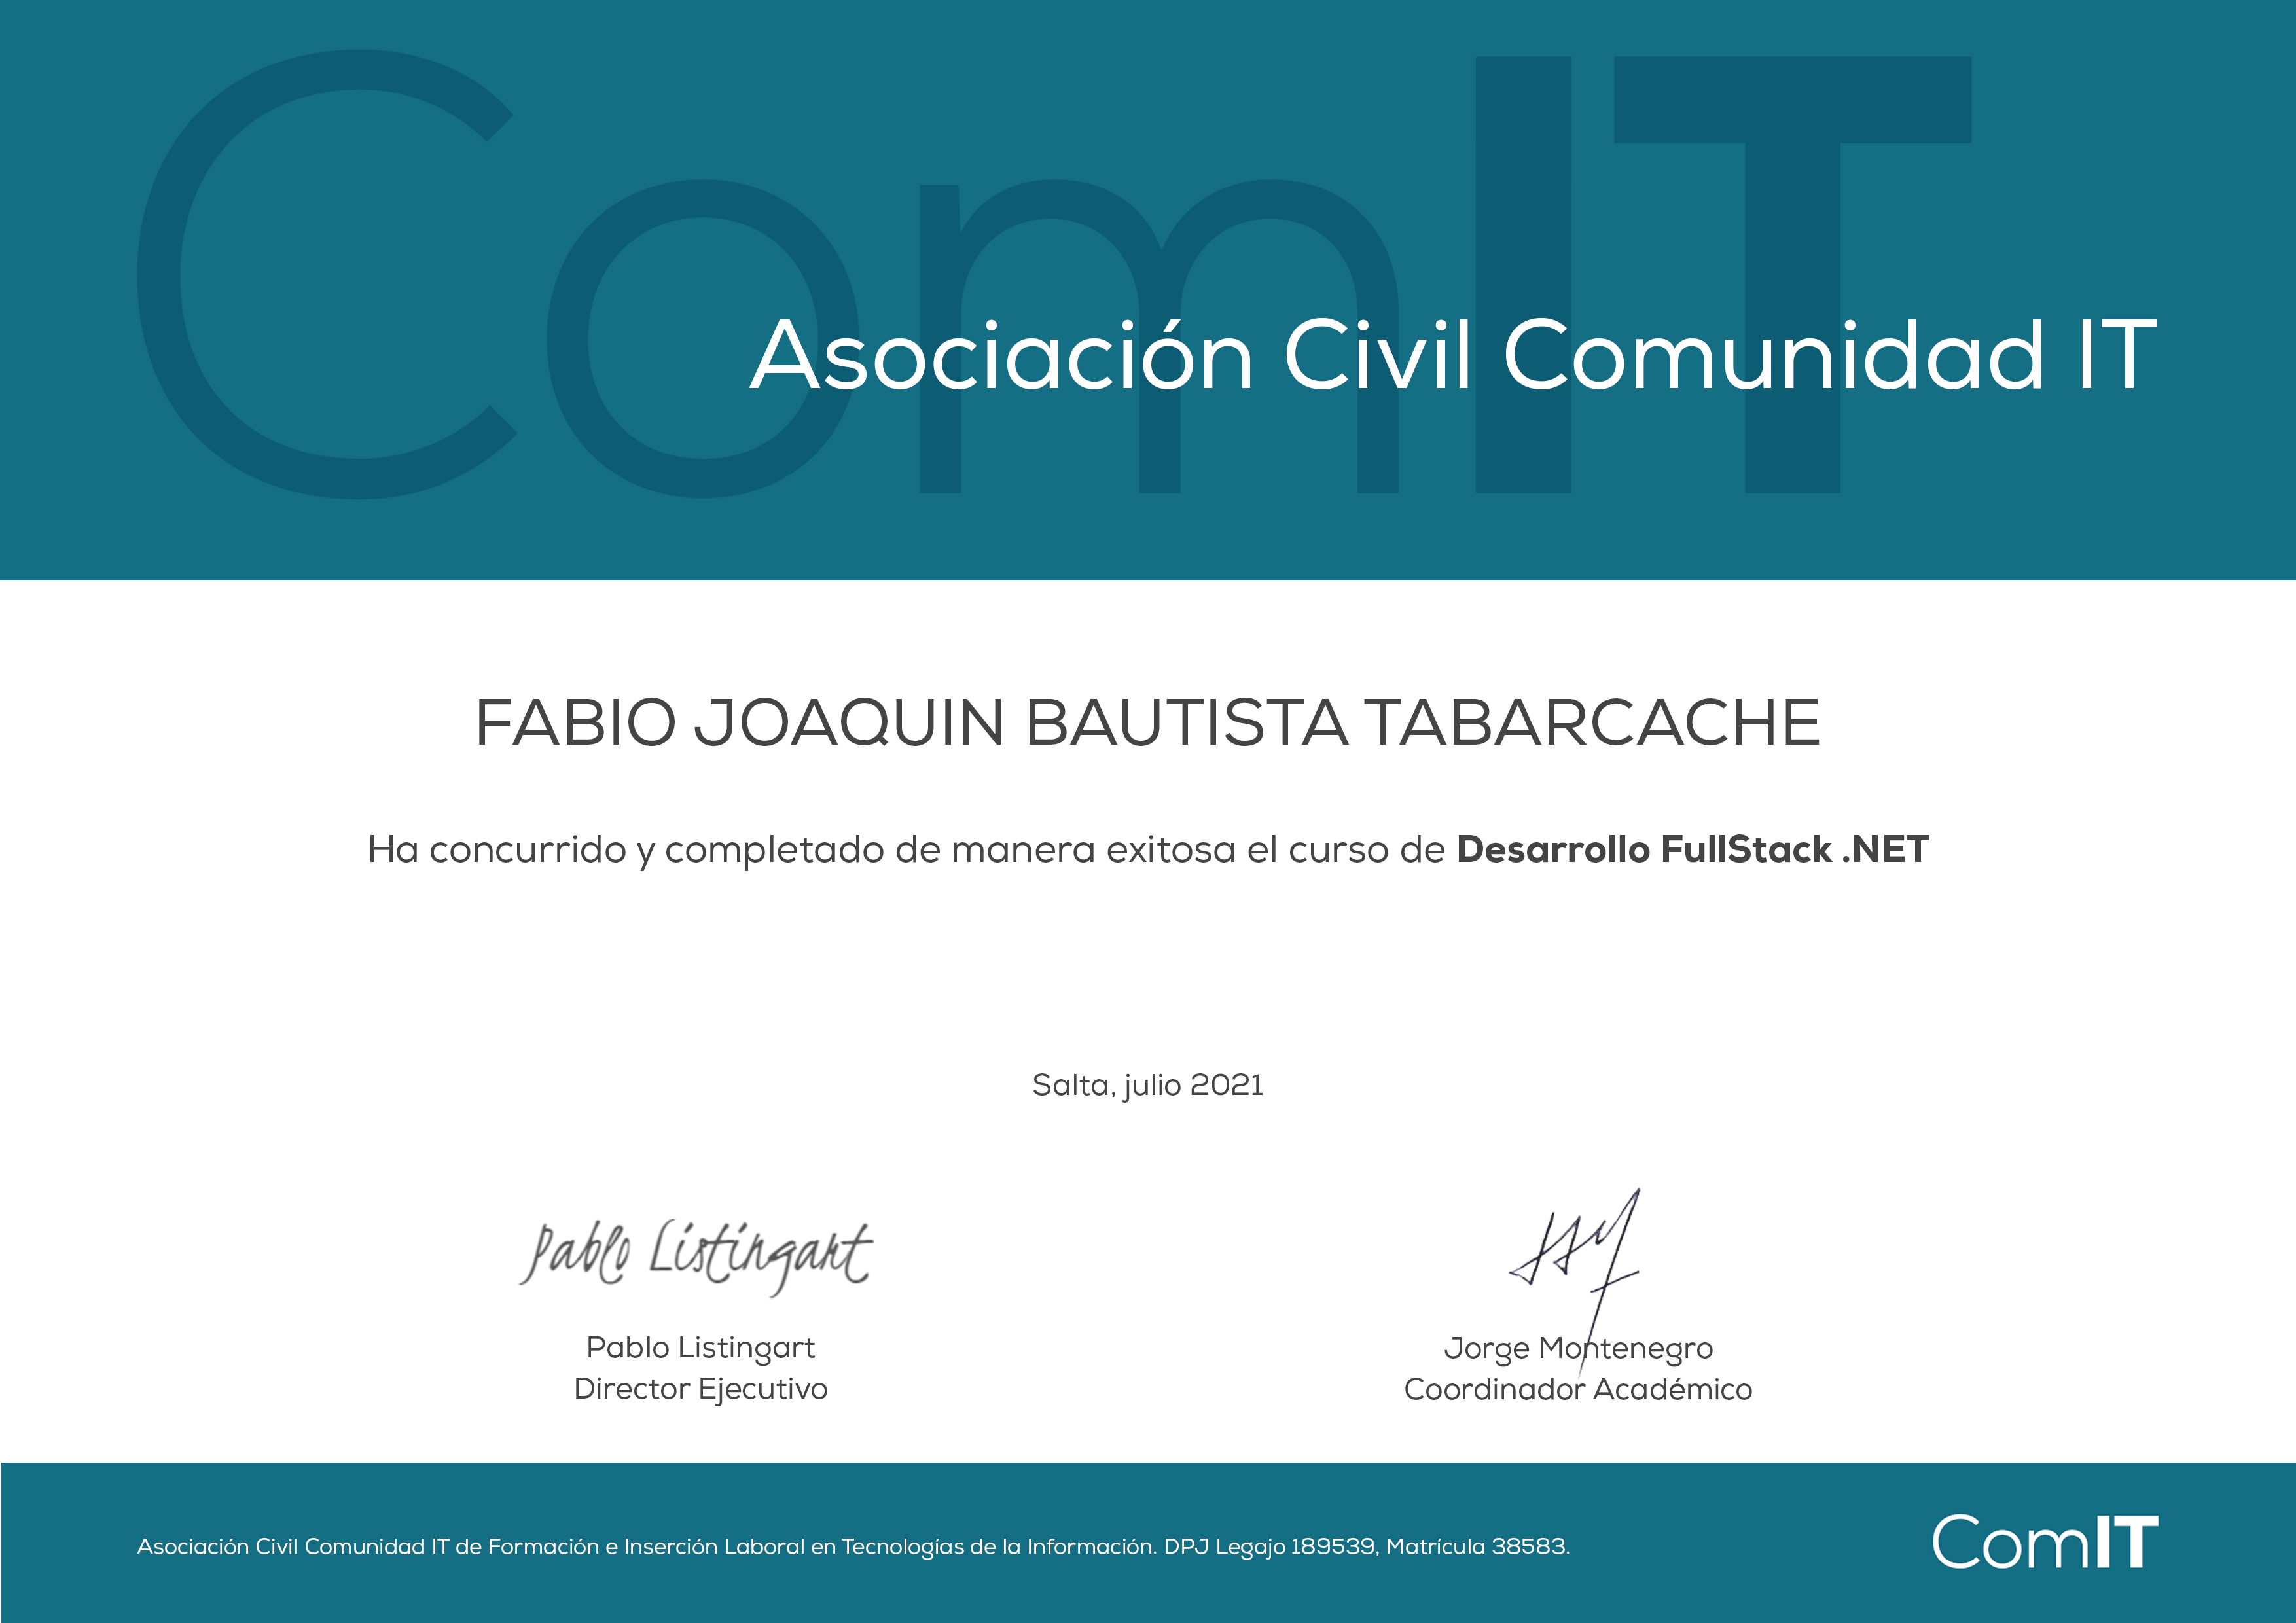 ComIT
Asociación Civil Comunidad IT
FABIO JOAQUIN BAUTISTA TABARCACHE
Ha concurrido y completado de manera exitosa el curso de Desarrollo FullStack .NET
Salta, julio 2021
Pablo Listingart
Pablo Listingart
Director Ejecutivo
Jorge Montenegro
Coordinador Académico
Asociación Civil Comunidad IT de Formación e Inserción Laboral en Tecnologías de la Información. DPJ Legajo 189539, Matrícula 38583.
ComIT